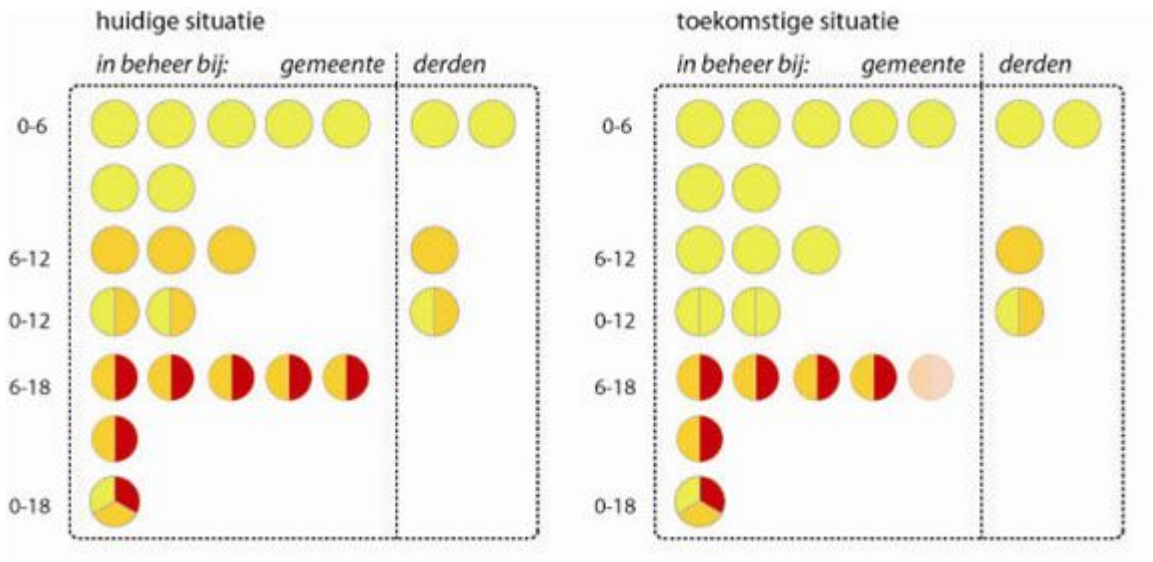 huidige situatie
in beheer bij: gemeente derden
0-6
6-12
0-12
6-18
0-18
toekomstige situatie
in beheer bij: gemeente derden
0-6
6-12
0-12
6-18
0-18